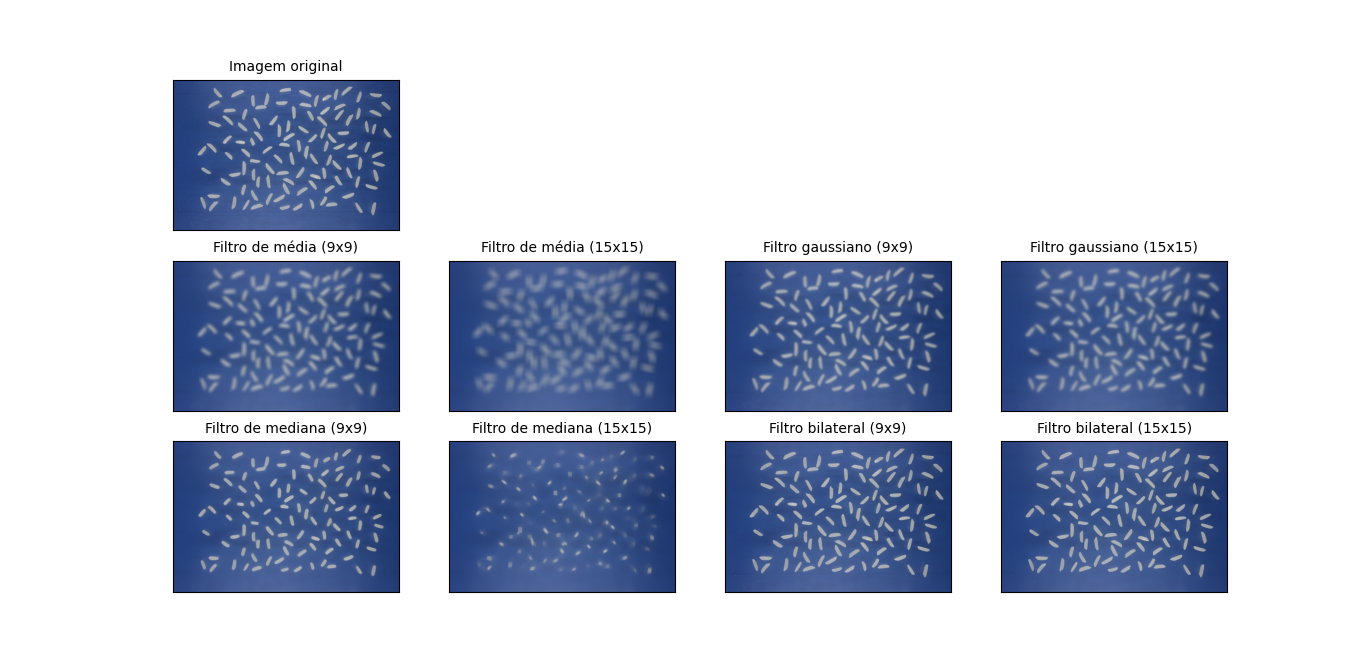 Imagem original
Filtro de média (9x9)
Filtro de média (15x15)
Filtro gaussiano (9x9)
Filtro gaussiano (15x15)
Filtro de mediana (9x9)
Filtro de mediana (15x15)
Filtro bilateral (9x9)
Filtro bilateral (15x15)